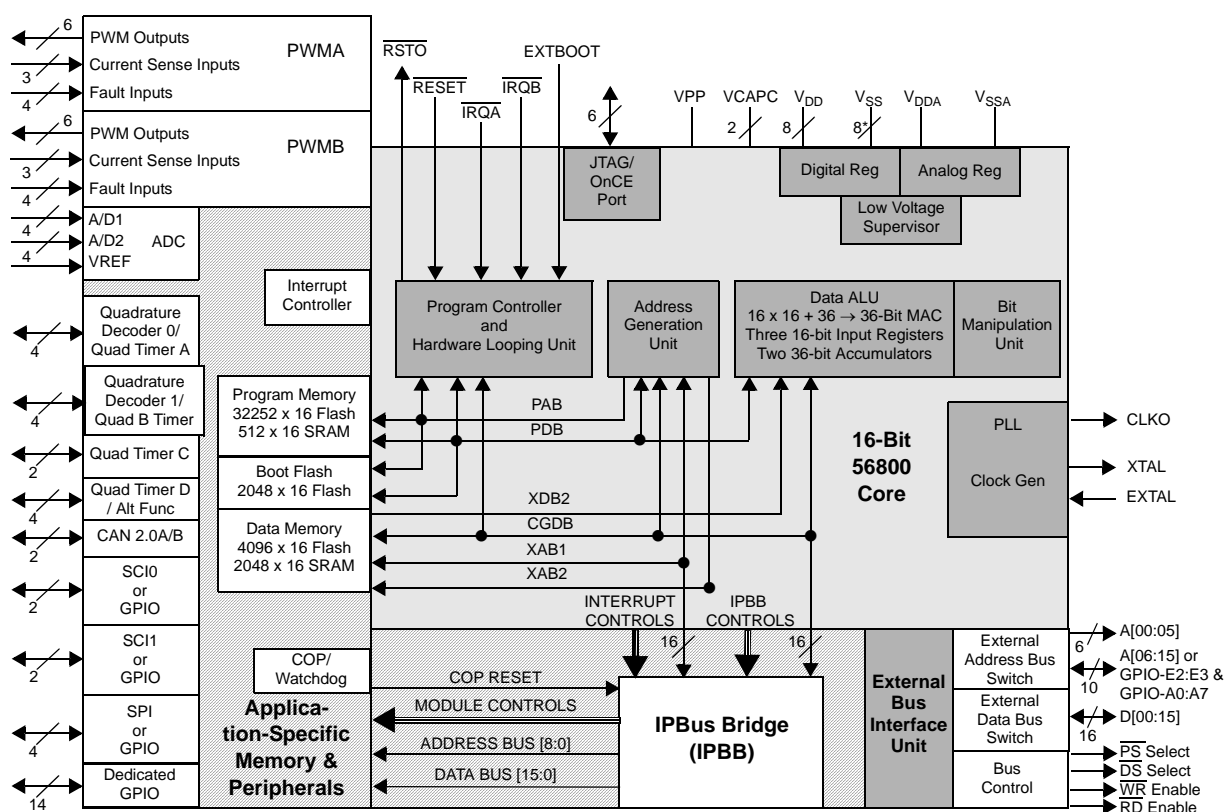 6
PWM Outputs
PWMA
Current Sense Inputs
3
Fault Inputs
4
6
PWM Outputs
PWMB
Current Sense Inputs
3
Fault Inputs
4
A/D1
4
A/D2
ADC
4
VREF
RSTO
RESET
IRQA
IRQB
EXTBOOT
6
VPP
VCAPC
2
VDD
8
VSS
8*
VDDA
VSSA
JTAG/
OnCE
Port
Digital Reg
Analog Reg
Low Voltage
Supervisor
Interrupt
Controller
Program Controller
and
Hardware Looping Unit
Address
Generation
Unit
Data ALU
16 x 16 + 36 → 36-Bit MAC
Three 16-bit Input Registers
Two 36-bit Accumulators
Bit
Manipulation
Unit
Quadrature
Decoder 0/
Quad Timer A
4
Quadrature
Decoder 1/
Quad B Timer
4
Quad Timer C
2
Quad Timer D
/ Alt Func
4
CAN 2.0A/B
2
SCI0
or
GPIO
2
SCI1
or
GPIO
2
SPI
or
GPIO
4
Dedicated
GPIO
14
Program Memory
32252 x 16 Flash
512 x 16 SRAM
Boot Flash
2048 x 16 Flash
Data Memory
4096 x 16 Flash
2048 x 16 SRAM
PAB
PDB
XDB2
CGDB
XAB1
XAB2
16-Bit
56800
Core
PLL
Clock Gen
CLKO
XTAL
EXTAL
INTERRUPT
CONTROLS
16
IPBB
CONTROLS
16
COP/
Watchdog
COP RESET
MODULE CONTROLS
ADDRESS BUS [8:0]
DATA BUS [15:0]
Applica-
tion-Specific
Memory &
Peripherals
IPBus Bridge
(IPBB)
External
Bus
Interface
Unit
External
Address Bus
Switch
External
Data Bus
Switch
Bus
Control
A[00:05]
6
A[06:15] or
GPIO-E2:E3 &
GPIO-A0:A7
10
D[00:15]
16
PS Select
DS Select
WR Enable
RD Enable